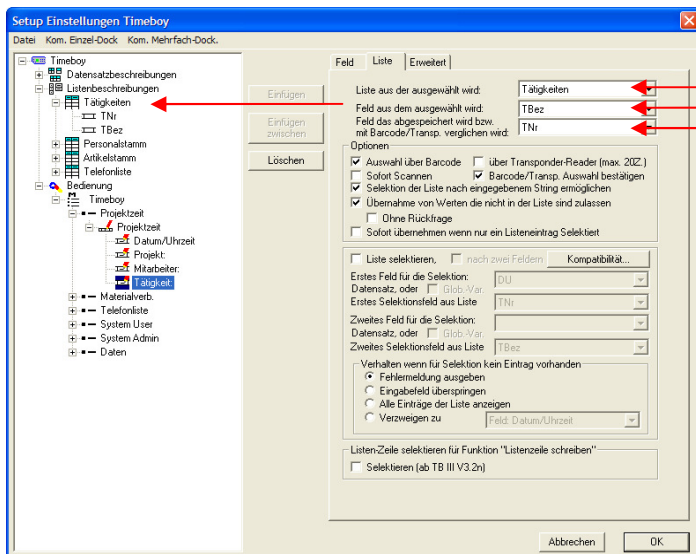 Setup Einstellungen Timeboy
Datei Kom. Einzel-Dock Kom. Mehrfach-Dock.
Timeboy
Datensatzbeschreibungen
Listenbeschreibungen
Tätigkeiten
TNr
TBez
Personalstamm
Artikelstamm
Telefonliste
Bedienung
Timeboy
Projektzeit
Projektzeit
Datum/Uhrzeit
Projekt:
Mitarbeiter:
Tätigkeit:
Materialverb.
Telefonliste
System User
System Admin
Daten
Einfügen
Einfügen
zwischen
Löschen
Feld Liste Erweitert
Liste aus der ausgewählt wird: Tätigkeiten
Feld aus dem ausgewählt wird: TBez
Feld das abgespeichert wird bzw.
mit Barcode/Transp. verglichen wird: TNr
Optionen
Auswahl über Barcode über Transponder-Reader (max. 20Z.)
Sofort Scannen Barcode/Transp. Auswahl bestätigen
Selektion der Liste nach eingegebenem String ermöglichen
Übernahme von Werten die nicht in der Liste sind zulassen
Ohne Rückfrage
Sofort übernehmen wenn nur ein Listeneintrag Selektiert
Liste selektieren, nach zwei Feldern Kompatibilität...
Erstes Feld für die Selektion: DU
Datensatz, oder Glob.-Var.
Erstes Selektionsfeld aus Liste TNr
Zweites Feld für die Selektion:
Datensatz, oder Glob.-Var.
Zweites Selektionsfeld aus Liste TBez
Verhalten wenn für Selektion kein Eintrag vorhanden
Fehlermeldung ausgeben
Eingabefeld überspringen
Alle Einträge der Liste anzeigen
Verzweigen zu Feld: Datum/Uhrzeit
Listen-Zeile selektieren für Funktion "Listenzeile schreiben"
Selektieren (ab TB III V3.2n)
Abbrechen OK